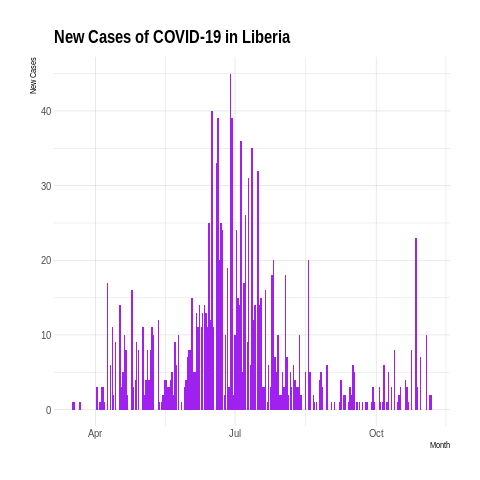 New Cases of COVID-19 in Liberia
New Cases
40
30
20
10
0
Apr
Jul
Oct
Month